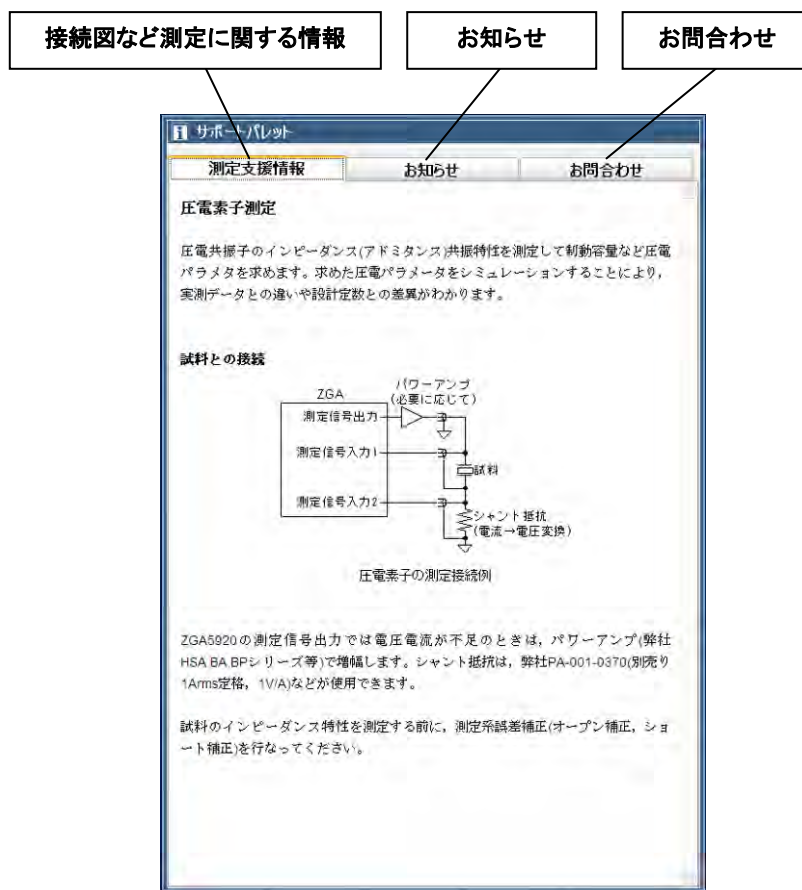 接続図など測定に関する情報
お知らせ
お問合わせ
サポートパレット
測定支援情報
お知らせ
お問合わせ
圧電素子測定
圧電共振子のインピーダンス(アドミタンス)共振特性を測定して制動容量など圧電
パラメタを求めます。求めた圧電パラメータをシミュレーションすることにより，
実測データとの違いや設計定数との差異がわかります。
試料との接続
ZGA
パワーアンプ
(必要に応じて)
測定信号出力
測定信号入力1
試料
測定信号入力2
シャント抵抗
(電流→電圧変換)
圧電素子の測定接続例
ZGA5920の測定信号出力では電圧電流が不足のときは，パワーアンプ(弊社
HSA BA BPシリーズ等)で増幅します。シャント抵抗は，弊社PA-001-0370(別売り
1Arms定格，1V/A)などが使用できます。
試料のインピーダンス特性を測定する前に，測定系誤差補正(オープン補正，ショ
ート補正)を行なってください。